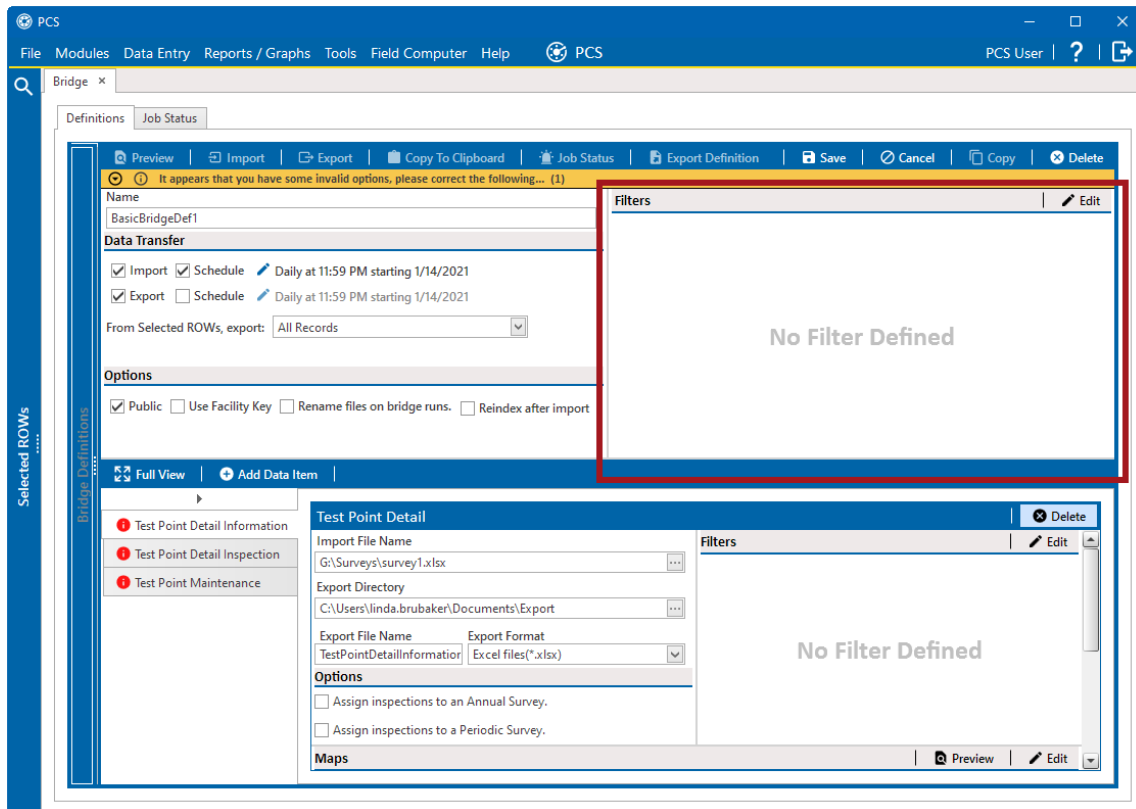 PCS
File Modules Data Entry Reports / Graphs Tools Field Computer Help PCS PCS User ?
Bridge ×
Definitions Job Status
Preview Import Export Copy To Clipboard Job Status Export Definition Save Cancel Copy Delete
It appears that you have some invalid options, please correct the following... (1)
Name
BasicBridgeDef1
Data Transfer
Import Schedule Daily at 11:59 PM starting 1/14/2021
Export Schedule Daily at 11:59 PM starting 1/14/2021
From Selected ROWs, export: All Records
Options
Public Use Facility Key Rename files on bridge runs. Reindex after import
Filters Edit
No Filter Defined
Selected ROWs
Bridge Definitions
Full View Add Data Item
Test Point Detail Information
Test Point Detail Inspection
Test Point Maintenance
Test Point Detail Delete
Import File Name
G:\Surveys\survey1.xlsx ...
Export Directory
C:\Users\linda.brubaker\Documents\Export ...
Export File Name Export Format
TestPointDetailInformation Excel files(*.xlsx)
Options
Assign inspections to an Annual Survey.
Assign inspections to a Periodic Survey.
Filters Edit
No Filter Defined
Maps Preview Edit